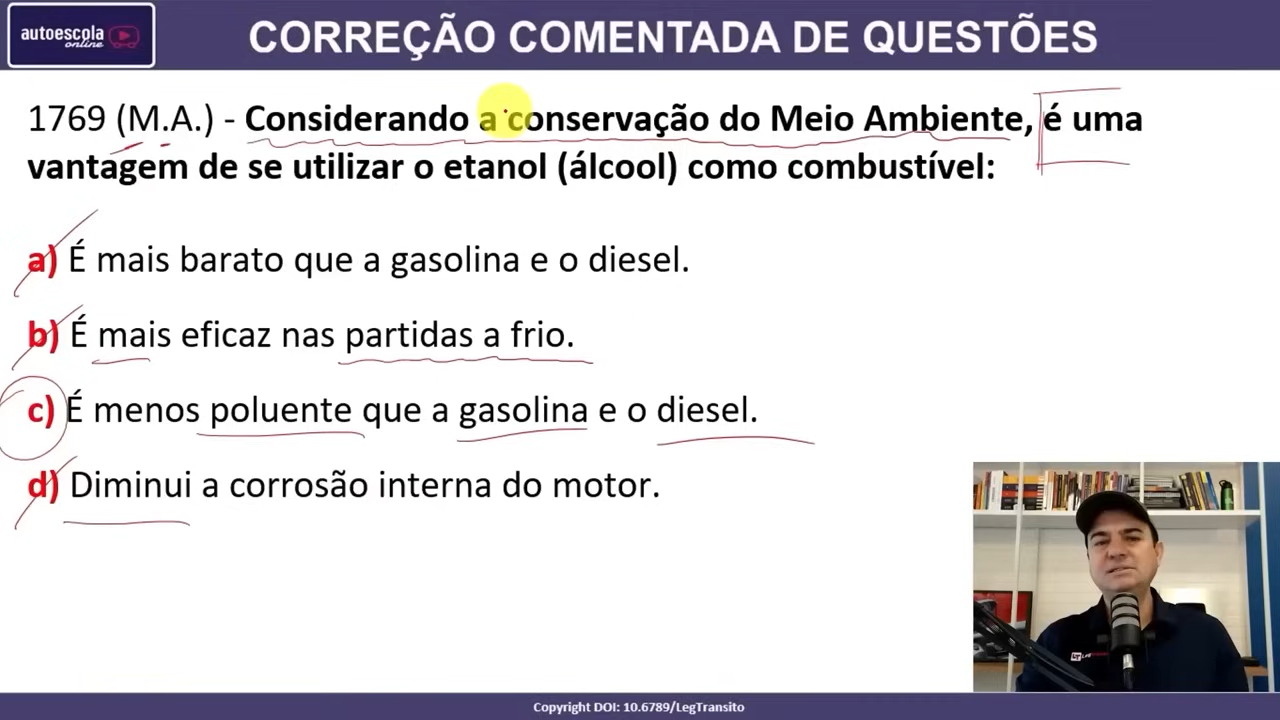 autoescola
online
CORREÇÃO COMENTADA DE QUESTÕES
1769 (M.A.) - Considerando a conservação do Meio Ambiente, é uma
vantagem de se utilizar o etanol (álcool) como combustível:
a) É mais barato que a gasolina e o diesel.
b) É mais eficaz nas partidas a frio.
c) É menos poluente que a gasolina e o diesel.
d) Diminui a corrosão interna do motor.
Copyright DOI: 10.6789/LegTransito